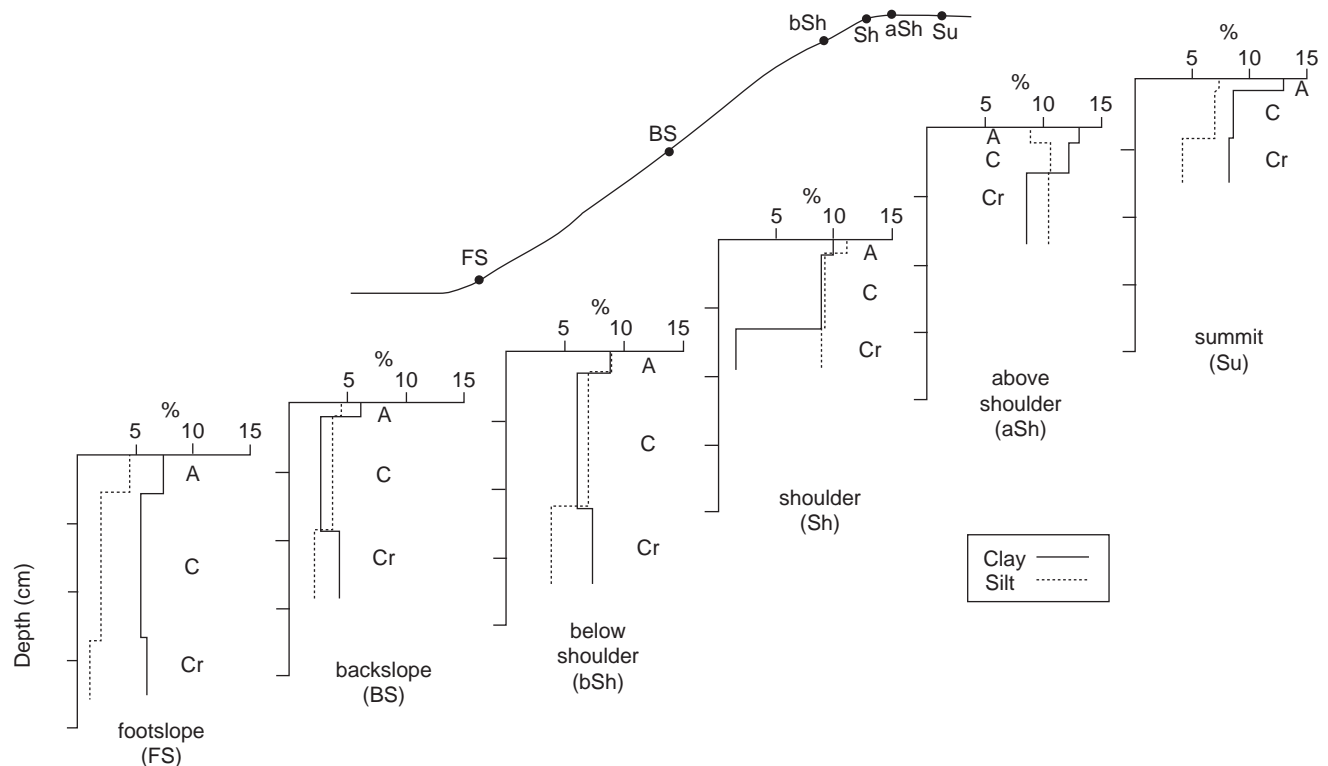 bSh
Sh
aSh
Su
BS
FS
%
5 10 15
A
C
Cr
summit
(Su)
%
5 10 15
A
C
Cr
above
shoulder
(aSh)
%
5 10 15
A
C
Cr
shoulder
(Sh)
%
5 10 15
A
C
Cr
below
shoulder
(bSh)
%
5 10 15
A
C
Cr
backslope
(BS)
%
5 10 15
A
C
Cr
footslope
(FS)
Depth (cm)
Clay
Silt